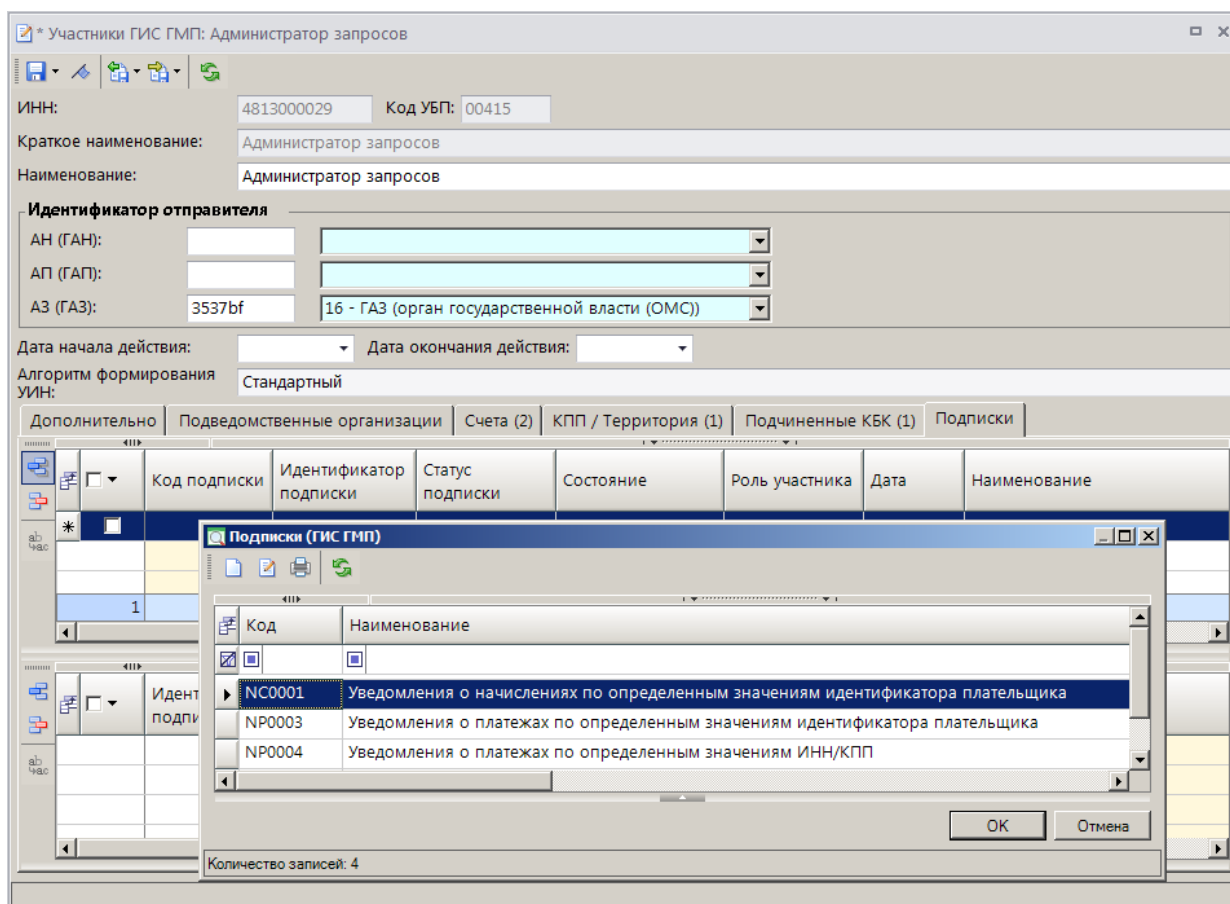 * Участники ГИС ГМП: Администратор запросов
ИНН: 4813000029 Код УБП: 00415
Краткое наименование: Администратор запросов
Наименование: Администратор запросов
Идентификатор отправителя
АН (ГАН):
АП (ГАП):
АЗ (ГАЗ): 3537bf 16 - ГАЗ (орган государственной власти (ОМС))
Дата начала действия: Дата окончания действия:
Алгоритм формирования УИН: Стандартный
Дополнительно Подведомственные организации Счета (2) КПП / Территория (1) Подчиненные КБК (1) Подписки
Код подписки Идентификатор подписки Статус подписки Состояние Роль участника Дата Наименование
1
Идент
подпи
Подписки (ГИС ГМП)
Код Наименование
NC0001 Уведомления о начислениях по определенным значениям идентификатора плательщика
NP0003 Уведомления о платежах по определенным значениям идентификатора плательщика
NP0004 Уведомления о платежах по определенным значениям ИНН/КПП
OK Отмена
Количество записей: 4